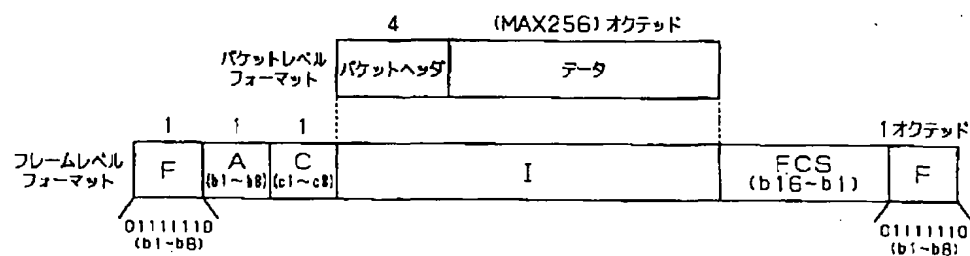 4 (MAX256)オクテッド
パケットレベル
フォーマット
パケットヘッダ データ
1 1 1 1オクテッド
フレームレベル
フォーマット
F A C I FCS F
(b1~b8) (c1~c8) (b16~b1)
01111110 01111110
(b1~b8) (b1~b8)